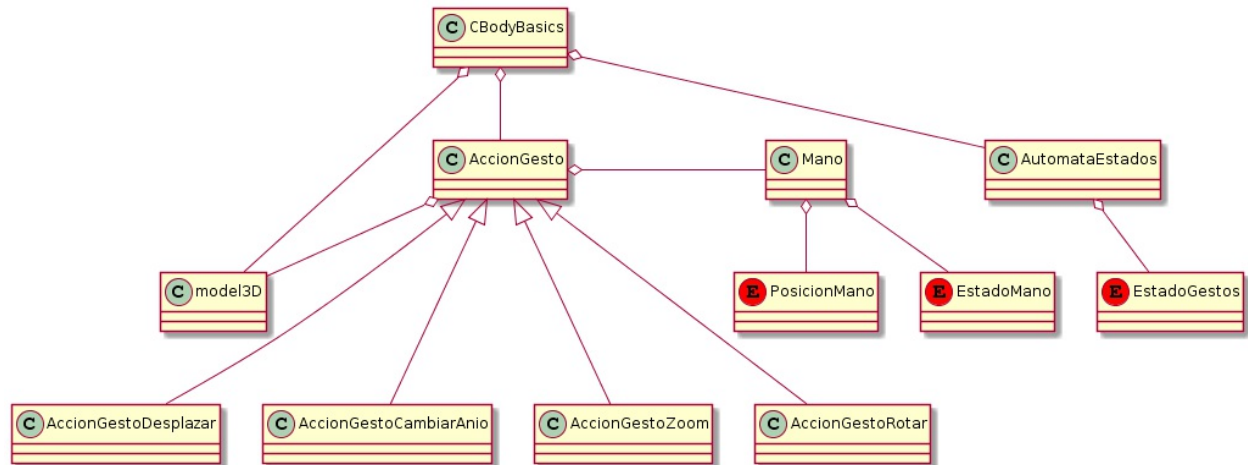 C CBodyBasics
C AccionGesto
C Mano
C AutomataEstados
C model3D
E PosicionMano
E EstadoMano
E EstadoGestos
C AccionGestoDesplazar
C AccionGestoCambiarAnio
C AccionGestoZoom
C AccionGestoRotar